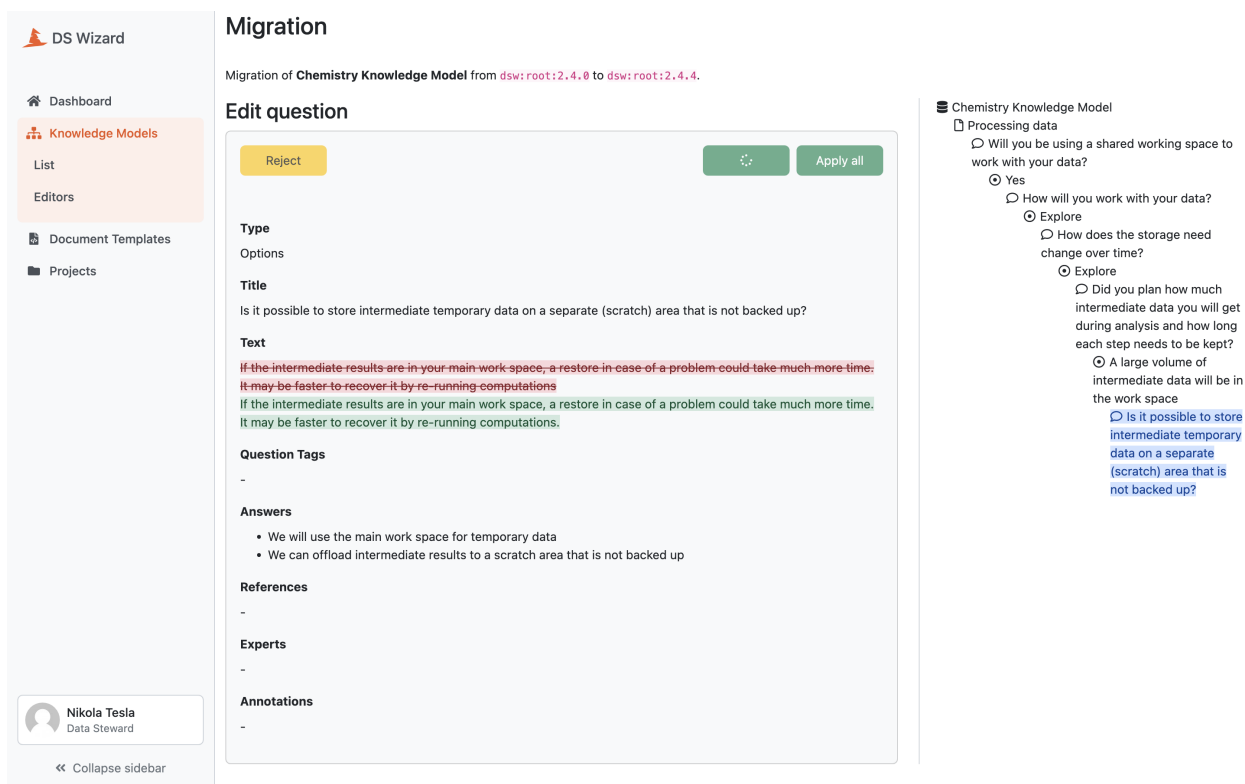 DS Wizard
Dashboard
Knowledge Models
List
Editors
Document Templates
Projects
Nikola Tesla
Data Steward
Collapse sidebar
Migration
Migration of Chemistry Knowledge Model from dsw:root:2.4.0 to dsw:root:2.4.4.
Edit question
Reject
Apply all
Type
Options
Title
Is it possible to store intermediate temporary data on a separate (scratch) area that is not backed up?
Text
If the intermediate results are in your main work space, a restore in case of a problem could take much more time.
It may be faster to recover it by re-running computations
If the intermediate results are in your main work space, a restore in case of a problem could take much more time.
It may be faster to recover it by re-running computations.
Question Tags
-
Answers
• We will use the main work space for temporary data
• We can offload intermediate results to a scratch area that is not backed up
References
-
Experts
-
Annotations
-
Chemistry Knowledge Model
Processing data
Will you be using a shared working space to
work with your data?
Yes
How will you work with your data?
Explore
How does the storage need
change over time?
Explore
Did you plan how much
intermediate data you will get
during analysis and how long
each step needs to be kept?
A large volume of
intermediate data will be in
the work space
Is it possible to store
intermediate temporary
data on a separate
(scratch) area that is
not backed up?